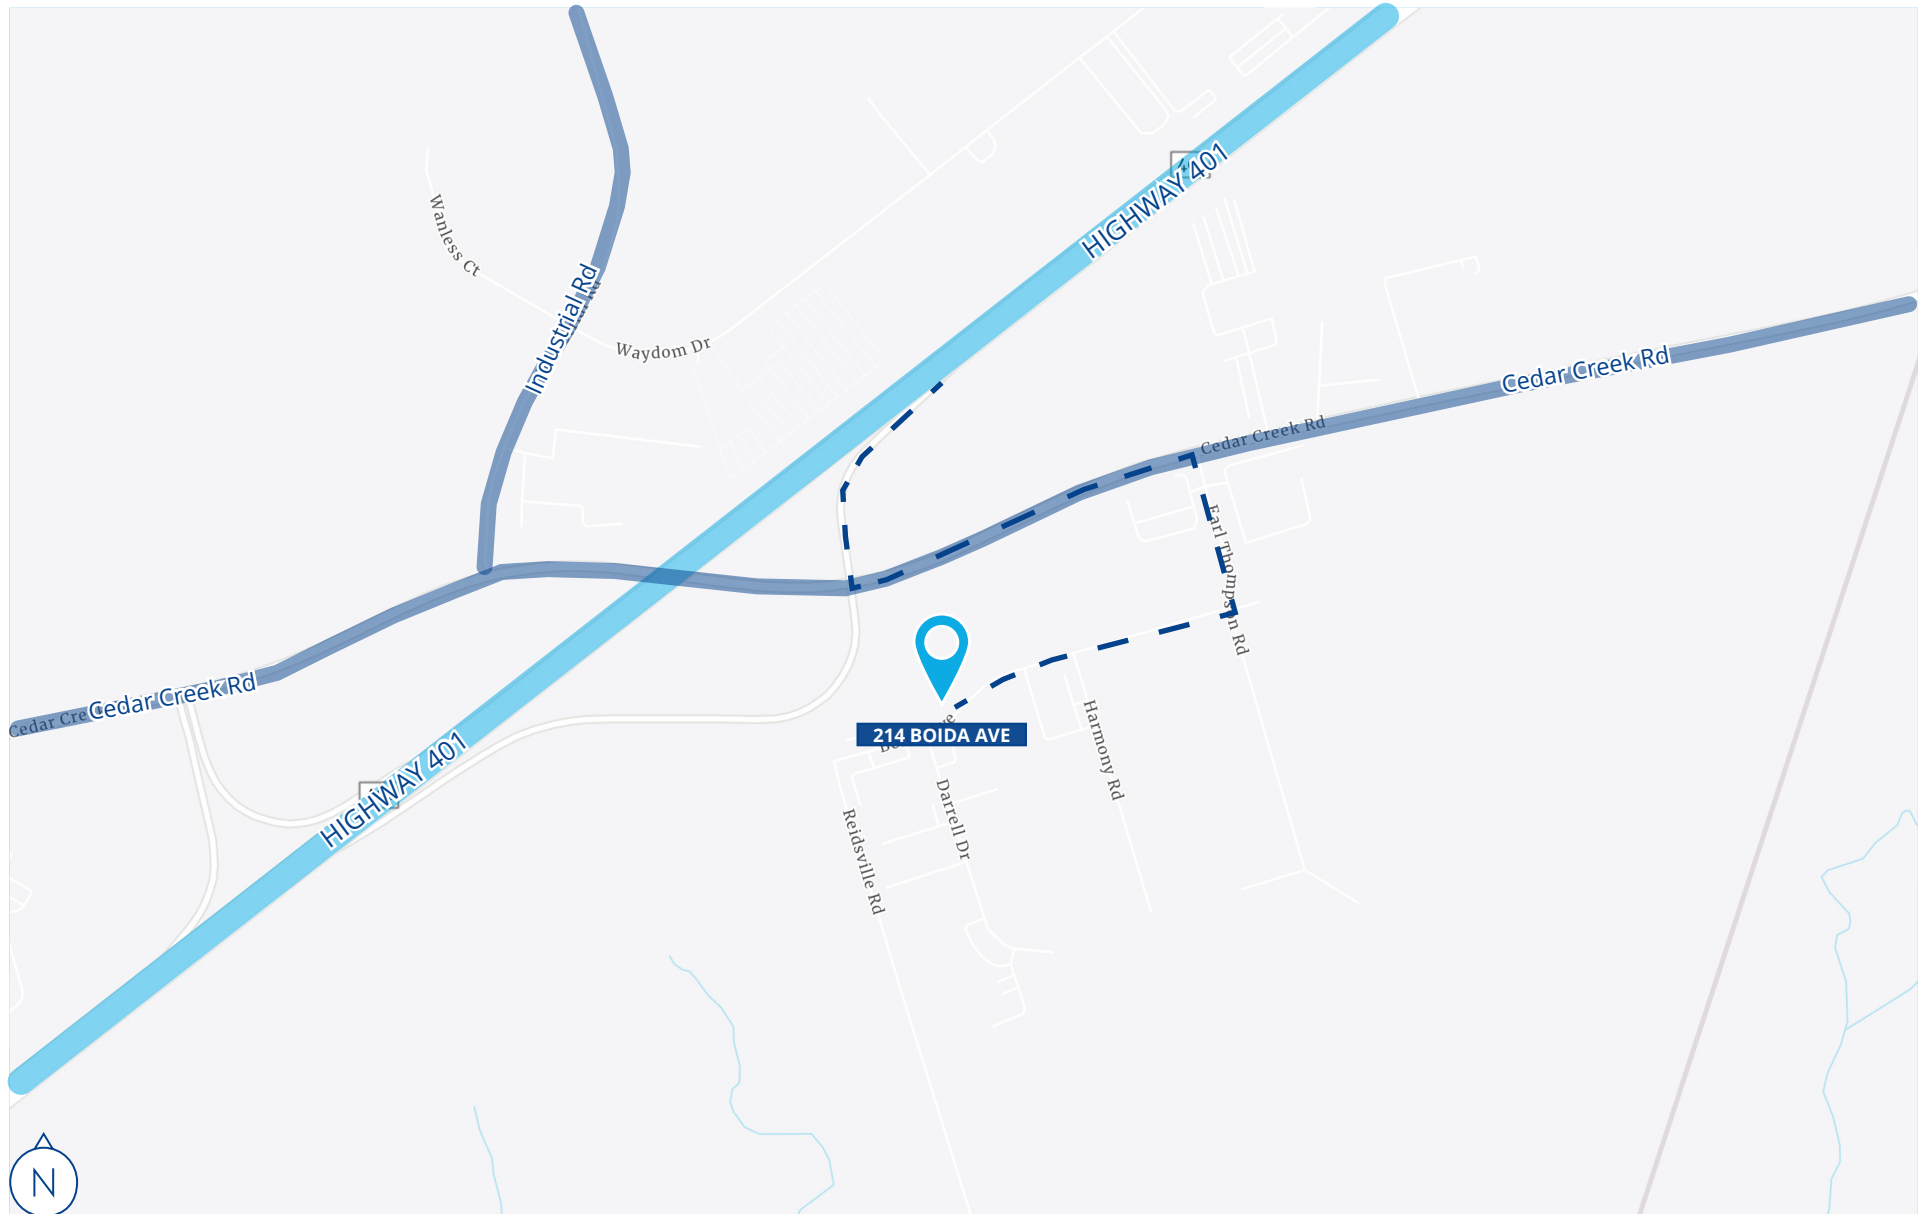 HIGHWAY 401
Wanless Ct
Industrial Rd
Waydom Dr
Cedar Creek Rd
Cedar Creek Rd
Earl Thompson Rd
Cedar Creek Rd
214 BOIDA AVE
Harmony Rd
HIGHWAY 401
Darrell Dr
Reidsville Rd
N